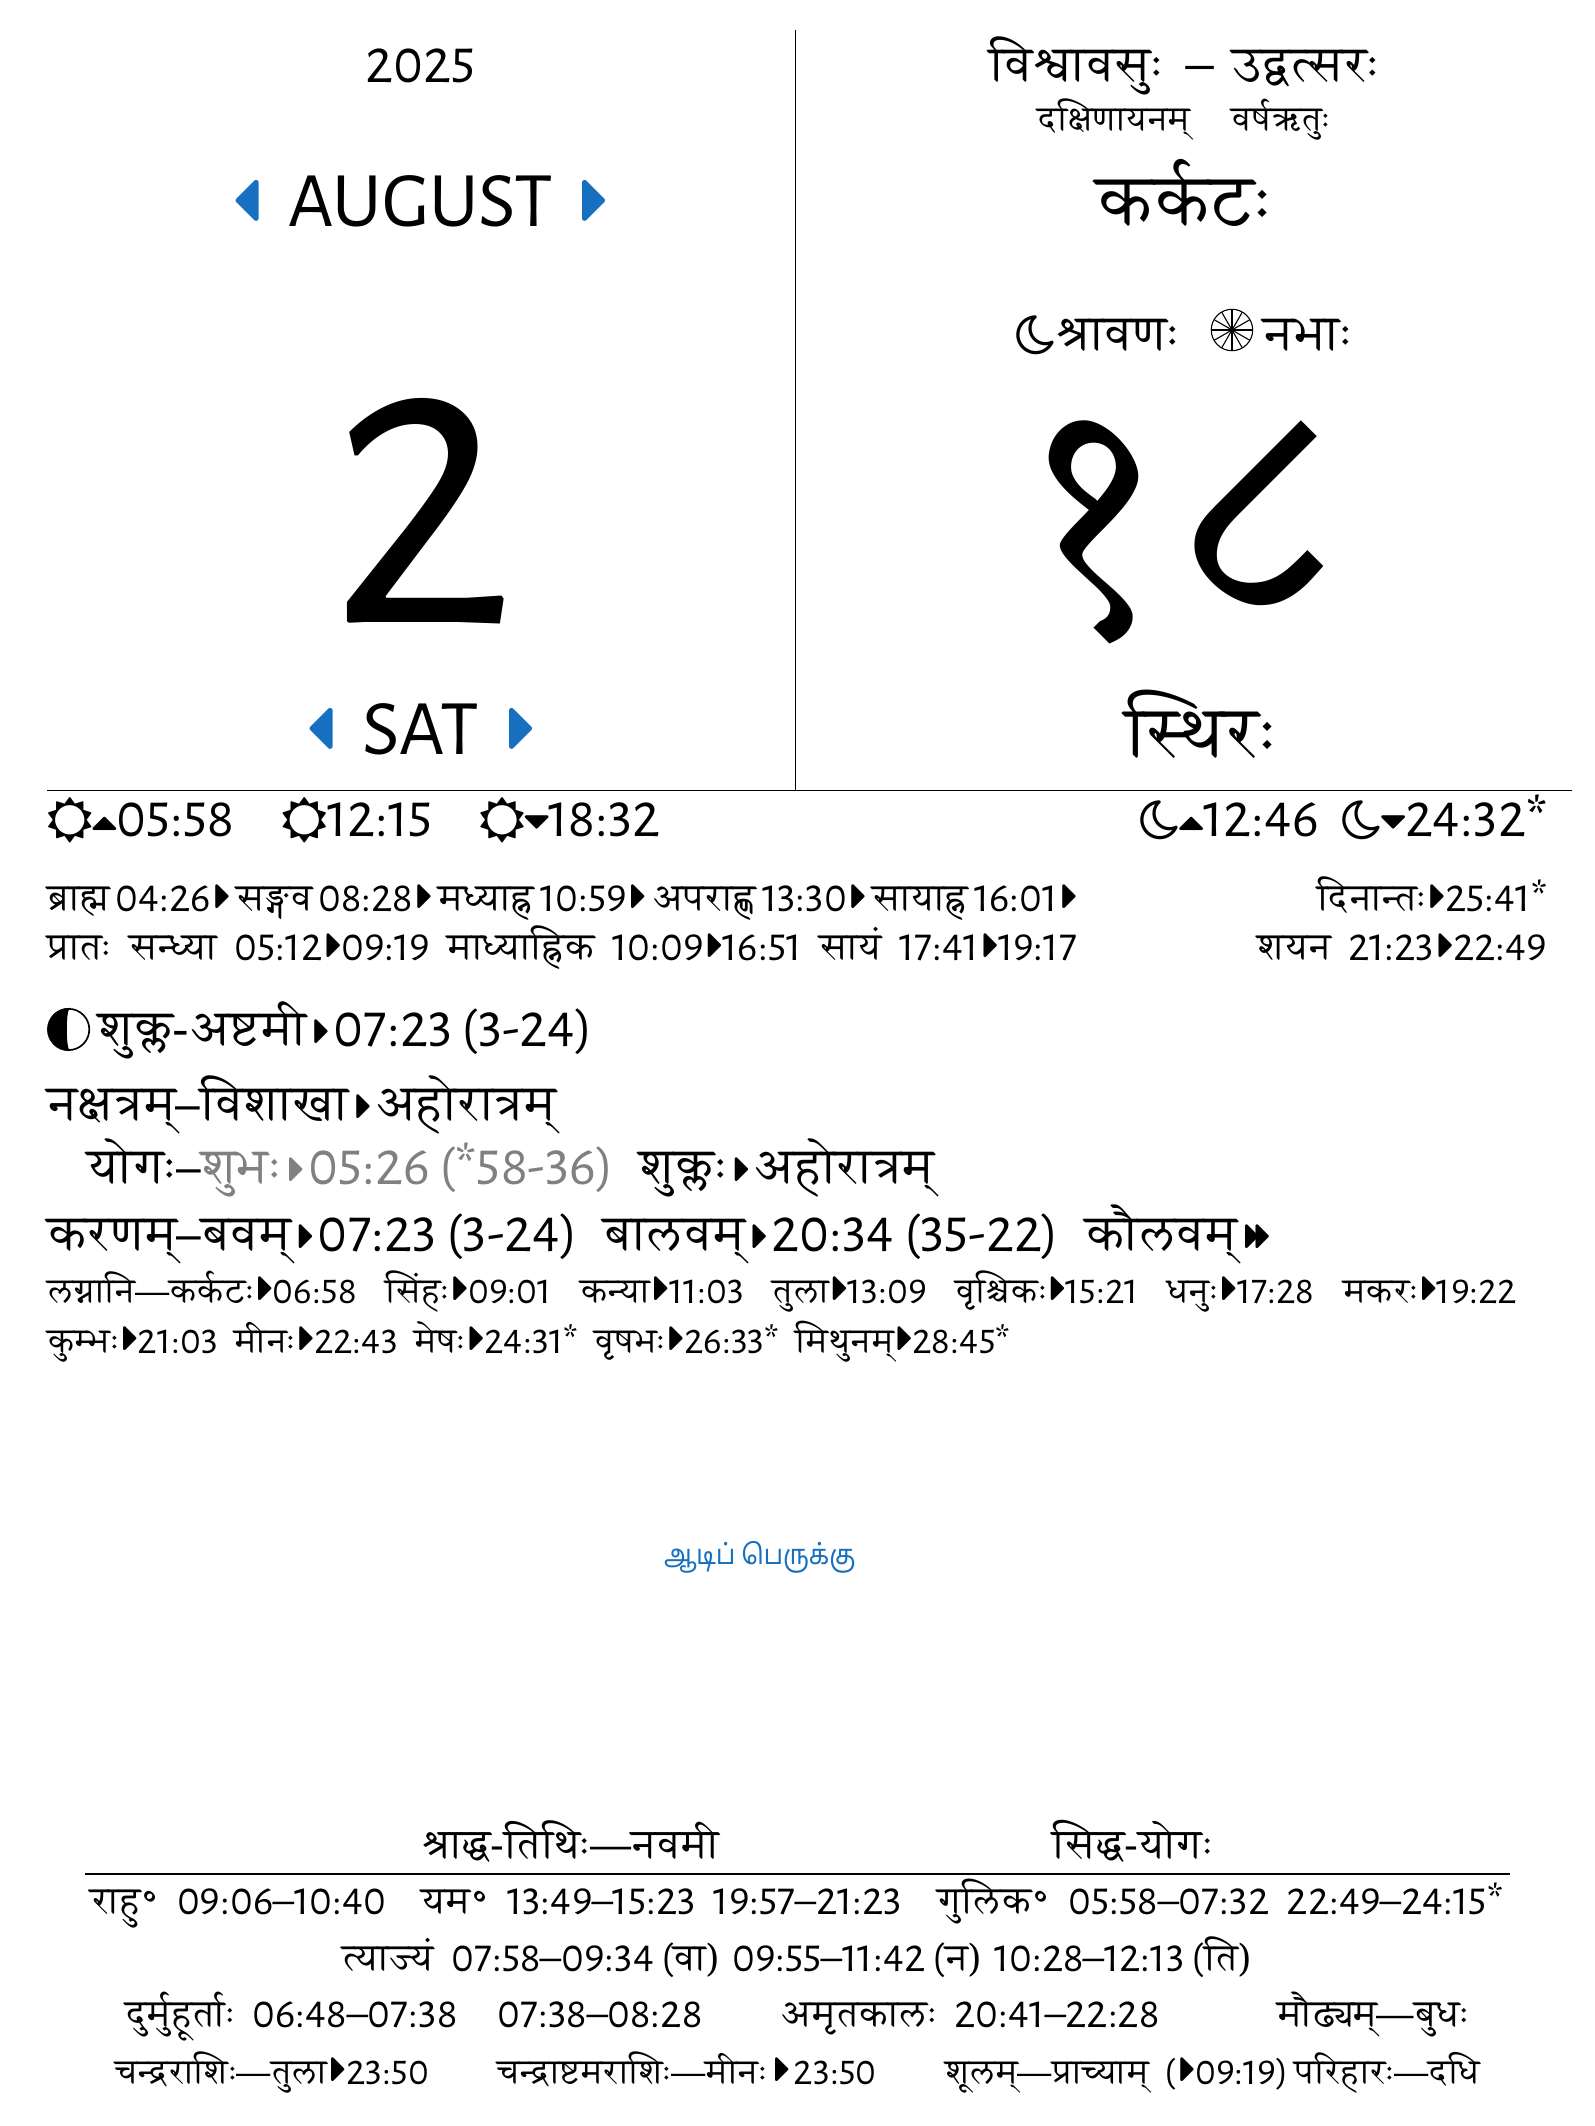 2025
AUGUST
2
SAT
विश्वावसुः – उद्वत्सरः
दक्षिणायनम् वर्षऋतुः
कर्कटः
श्रावणः नभाः
१८
स्थिरः
05:58 12:15 18:32 12:46 24:32*
ब्राह्म 04:26 सङ्गव 08:28 मध्याह्न 10:59 अपराह्ण 13:30 सायाह्न 16:01 दिनान्तः 25:41*
प्रातः सन्ध्या 05:12 09:19 माध्याह्निक 10:09 16:51 सायं 17:41 19:17 शयन 21:23 22:49
शुक्ल-अष्टमी 07:23 (3-24)
नक्षत्रम्–विशाखा अहोरात्रम्
योगः–शुभः 05:26 (*58-36) शुक्लः अहोरात्रम्
करणम्–बवम् 07:23 (3-24) बालवम् 20:34 (35-22) कौलवम्
लग्नानि—कर्कटः 06:58 सिंहः 09:01 कन्या 11:03 तुला 13:09 वृश्चिकः 15:21 धनुः 17:28 मकरः 19:22
कुम्भः 21:03 मीनः 22:43 मेषः 24:31* वृषभः 26:33* मिथुनम् 28:45*
ஆடிப் பெருக்கு
श्राद्ध-तिथिः—नवमी सिद्ध-योगः
राहु° 09:06–10:40 यम° 13:49–15:23 19:57–21:23 गुलिक° 05:58–07:32 22:49–24:15*
त्याज्यं 07:58–09:34 (वा) 09:55–11:42 (न) 10:28–12:13 (ति)
दुर्मुहूर्ताः 06:48–07:38 07:38–08:28 अमृतकालः 20:41–22:28 मौढ्यम्—बुधः
चन्द्रराशिः—तुला 23:50 चन्द्राष्टमराशिः—मीनः 23:50 शूलम्—प्राच्याम् (09:19) परिहारः—दधि